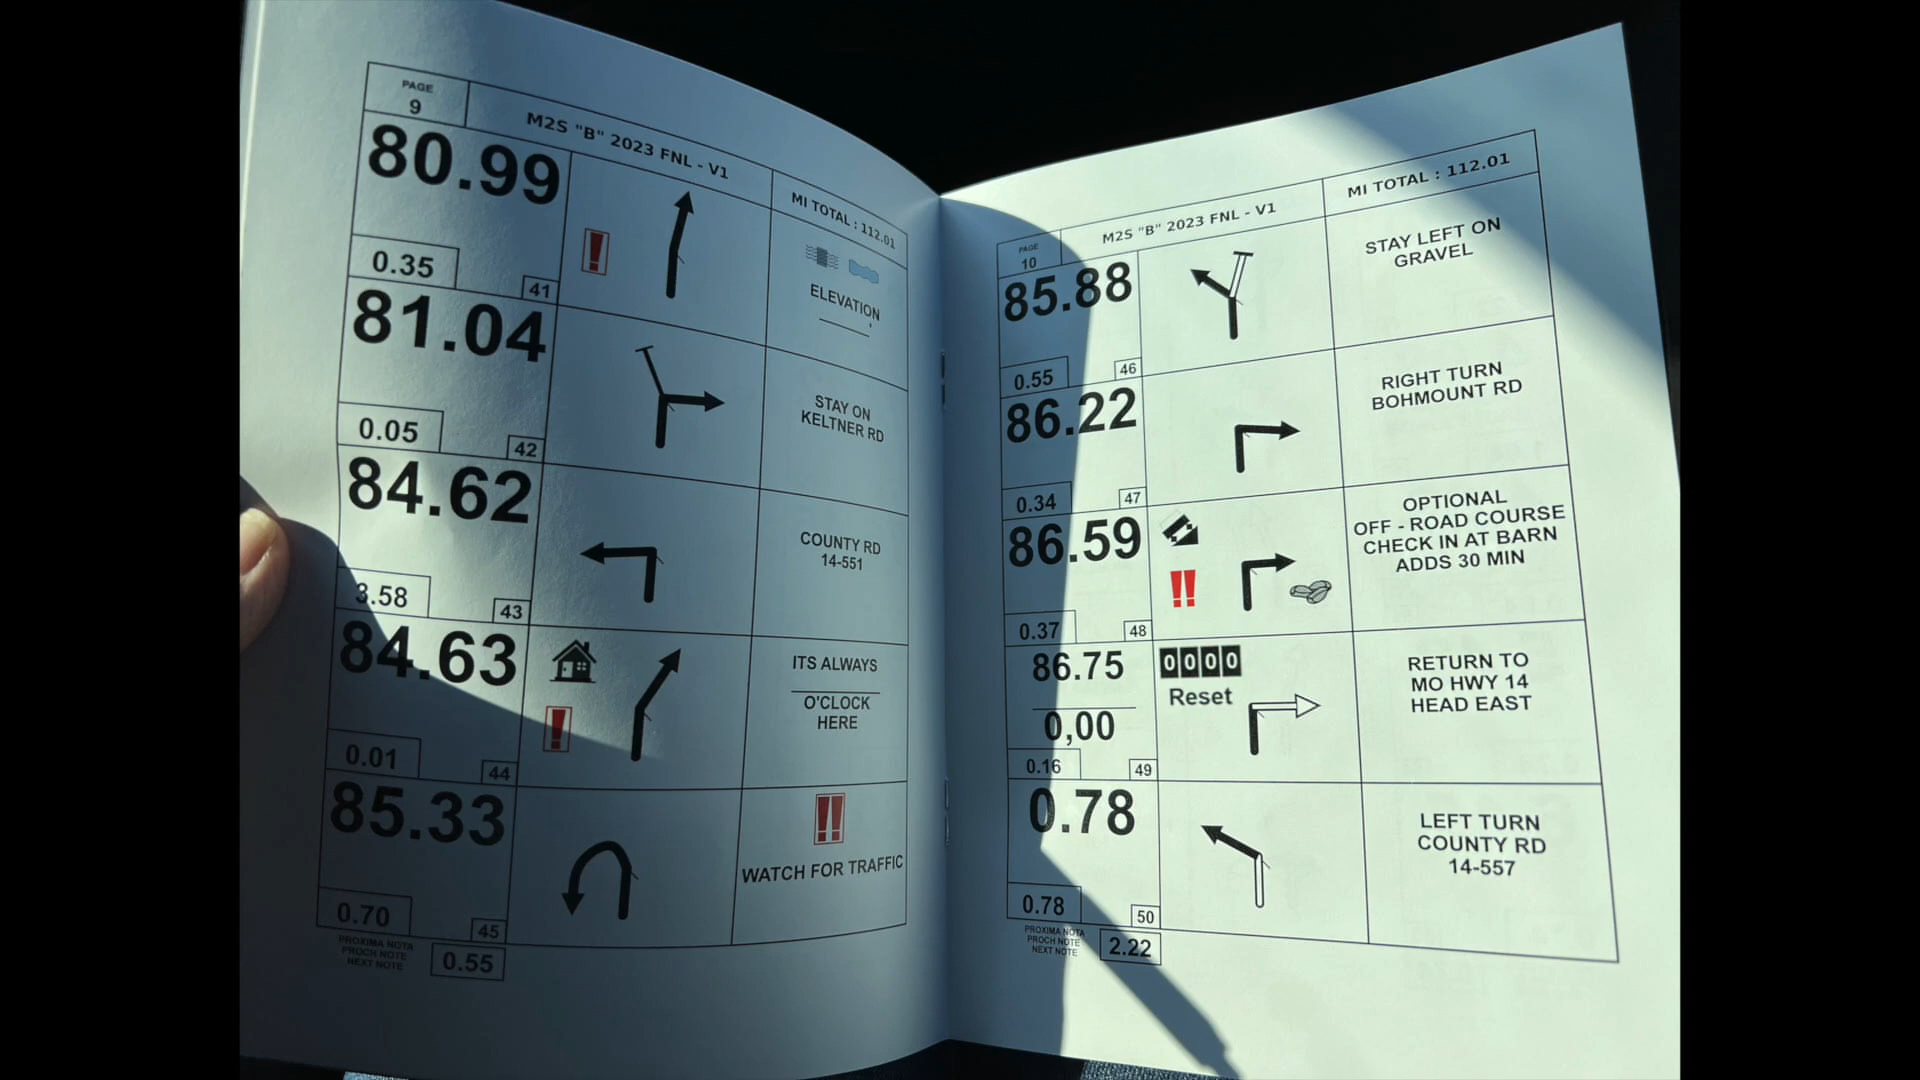 PAGE
9
M2S "B" 2023 FNL - V1
MI TOTAL : 112.01
80.99
0.35
41
ELEVATION
81.04
0.05
42
STAY ON
KELTNER RD
84.62
3.58
43
COUNTY RD
14-551
84.63
0.01
44
ITS ALWAYS
O'CLOCK
HERE
85.33
0.70
45
WATCH FOR TRAFFIC
PROXIMA NOTA
PROCH NOTE
NEXT NOTE
0.55
PAGE
10
M2S "B" 2023 FNL - V1
MI TOTAL : 112.01
85.88
0.55
46
STAY LEFT ON
GRAVEL
86.22
0.34
47
RIGHT TURN
BOHMOUNT RD
86.59
0.37
48
OPTIONAL
OFF - ROAD COURSE
CHECK IN AT BARN
ADDS 30 MIN
86.75
0,00
0.16
49
0000
Reset
RETURN TO
MO HWY 14
HEAD EAST
0.78
0.78
50
LEFT TURN
COUNTY RD
14-557
PROXIMA NOTA
PROCH NOTE
NEXT NOTE
2.22